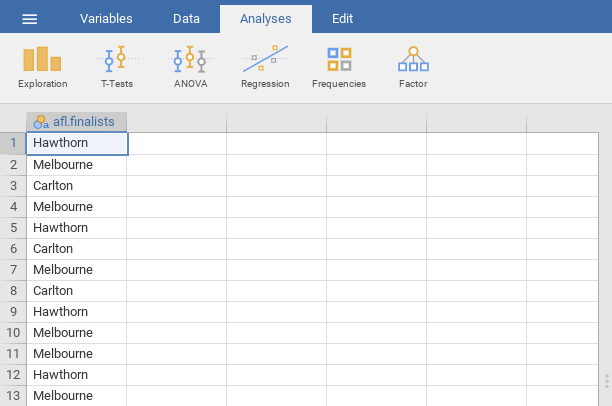 Variables Data Analyses Edit
Exploration T-Tests ANOVA Regression Frequencies Factor
a afl.finalists
1 Hawthorn
2 Melbourne
3 Carlton
4 Melbourne
5 Hawthorn
6 Carlton
7 Melbourne
8 Carlton
9 Hawthorn
10 Melbourne
11 Melbourne
12 Hawthorn
13 Melbourne